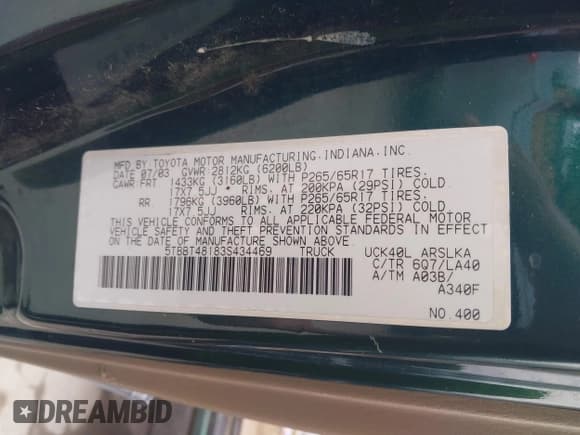 MFD. BY: TOYOTA MOTOR MANUFACTURING, INDIANA, INC.
DATE 07/03 GVWR: 2812KG (6200LB)
GAWR: FRT 1433KG (3160LB) WITH P265/65R17 TIRES.
17X7.5JJ RIMS. AT 200KPA (29PSI) COLD
RR 1796KG (3960LB) WITH P265/65R17 TIRES.
17X7.5JJ RIMS. AT 220KPA (32PSI) COLD
THIS VEHICLE CONFORMS TO ALL APPLICABLE FEDERAL MOTOR
VEHICLE SAFETY AND THEFT PREVENTION STANDARDS IN EFFECT
ON THE DATE OF MANUFACTURE SHOWN ABOVE.
5TBBT48183S434469 TRUCK UCK40L ARSLKA
C/TR 6Q7/LA40
A/TM A03B/
A340F
NO. 400
DREAMBID